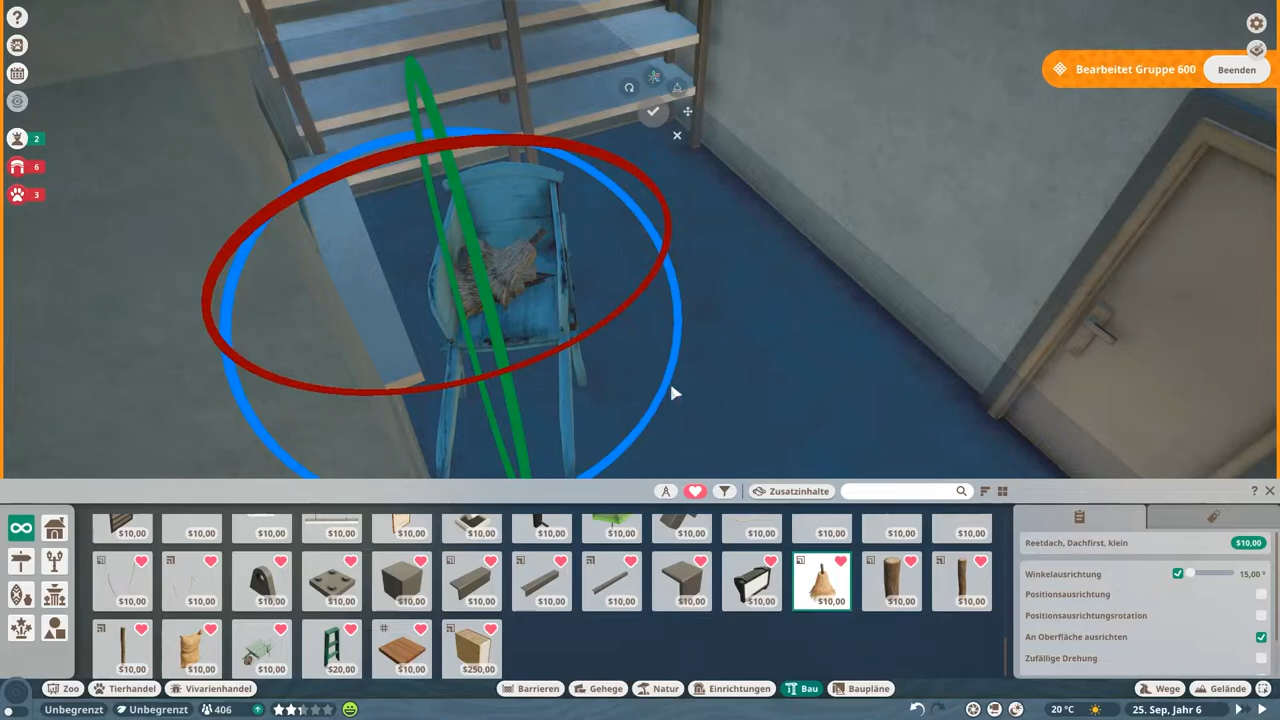 Bearbeitet Gruppe 600
Beenden
2
6
3
Zusatzinhalte
$10,00 $10,00 $10,00 $10,00 $10,00 $10,00 $10,00 $10,00 $10,00 $10,00 $10,00 $10,00 $10,00
$10,00 $10,00 $10,00 $10,00 $10,00 $10,00 $10,00 $10,00 $10,00 $10,00 $10,00 $10,00 $10,00
$10,00 $10,00 $10,00 $20,00 $10,00 $250,00
Reetdach, Dachfirst, klein $10,00
Winkelausrichtung 15,00 °
Positionsausrichtung
Positionsausrichtungsrotation
An Oberfläche ausrichten
Zufällige Drehung
Zoo Tierhandel Vivarienhandel Barrieren Gehege Natur Einrichtungen Bau Baupläne Wege Gelände
Unbegrenzt Unbegrenzt 406 20 °C 25. Sep, Jahr 6